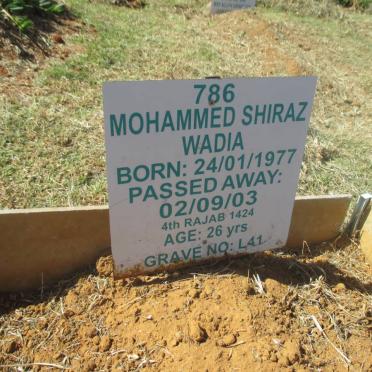 786
MOHAMMED SHIRAZ
WADIA
BORN: 24/01/1977
PASSED AWAY:
02/09/03
4th RAJAB 1424
AGE: 26 yrs
GRAVE NO: L41